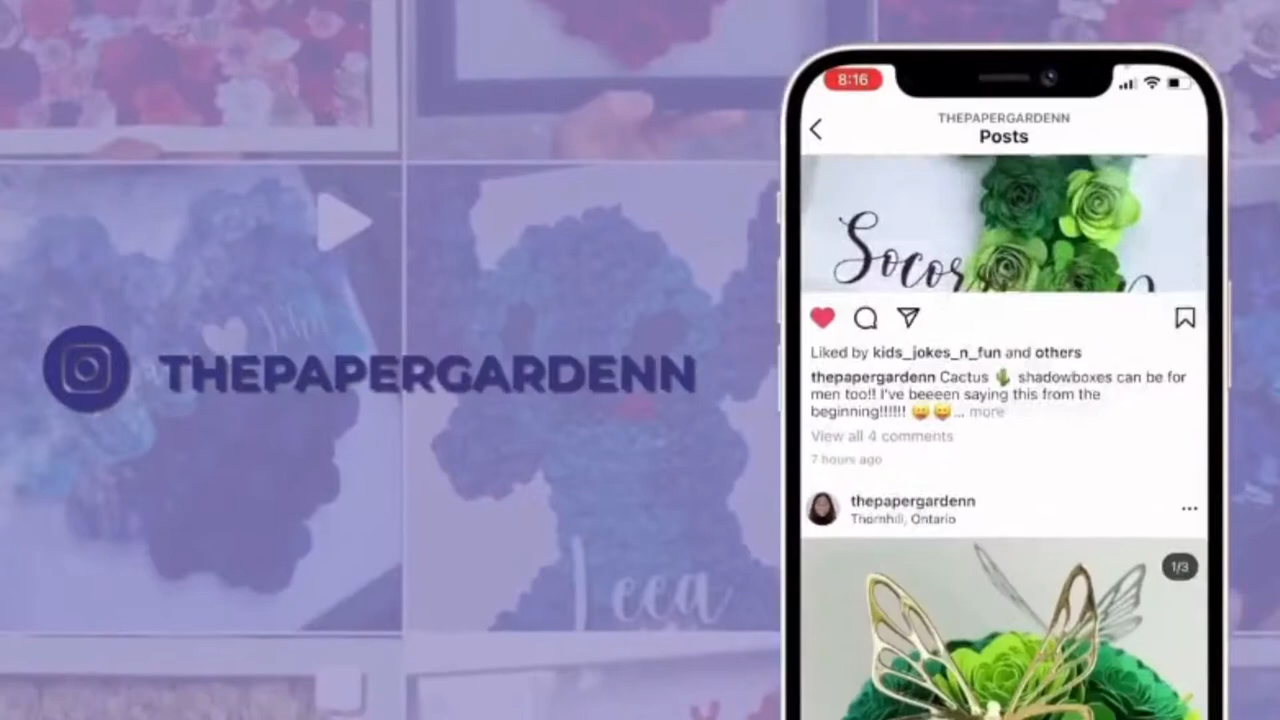 THEPAPERGARDENN
8:16
THEPAPERGARDENN
Posts
Liked by kids_jokes_n_fun and others
thepapergardenn Cactus 🌵 shadowboxes can be for
men too!! I've beeeen saying this from the
beginning!!!!!! 😄 😄 ... more
View all 4 comments
7 hours ago
thepapergardenn
Thornhill, Ontario
1/3
Leea